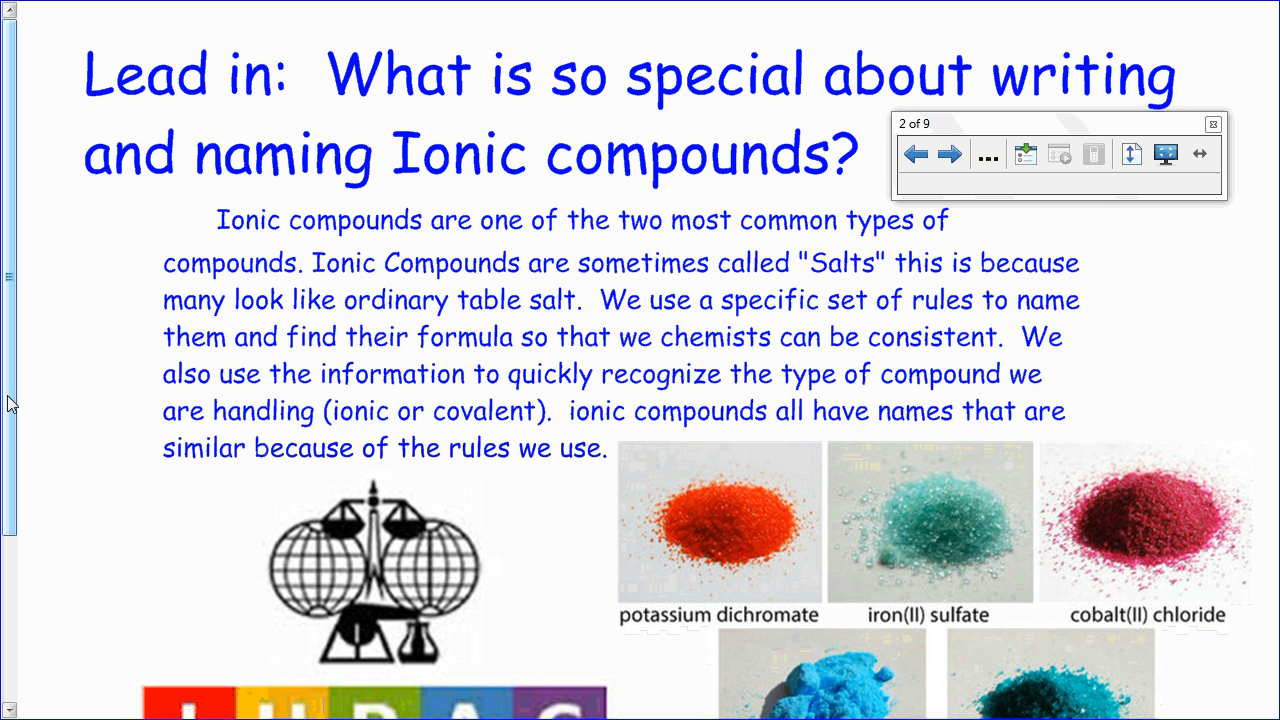 Lead in: What is so special about writing
and naming Ionic compounds?
2 of 9
Ionic compounds are one of the two most common types of
compounds. Ionic Compounds are sometimes called "Salts" this is because
many look like ordinary table salt. We use a specific set of rules to name
them and find their formula so that we chemists can be consistent. We
also use the information to quickly recognize the type of compound we
are handling (ionic or covalent). ionic compounds all have names that are
similar because of the rules we use.
potassium dichromate iron(II) sulfate cobalt(II) chloride
IUPAC